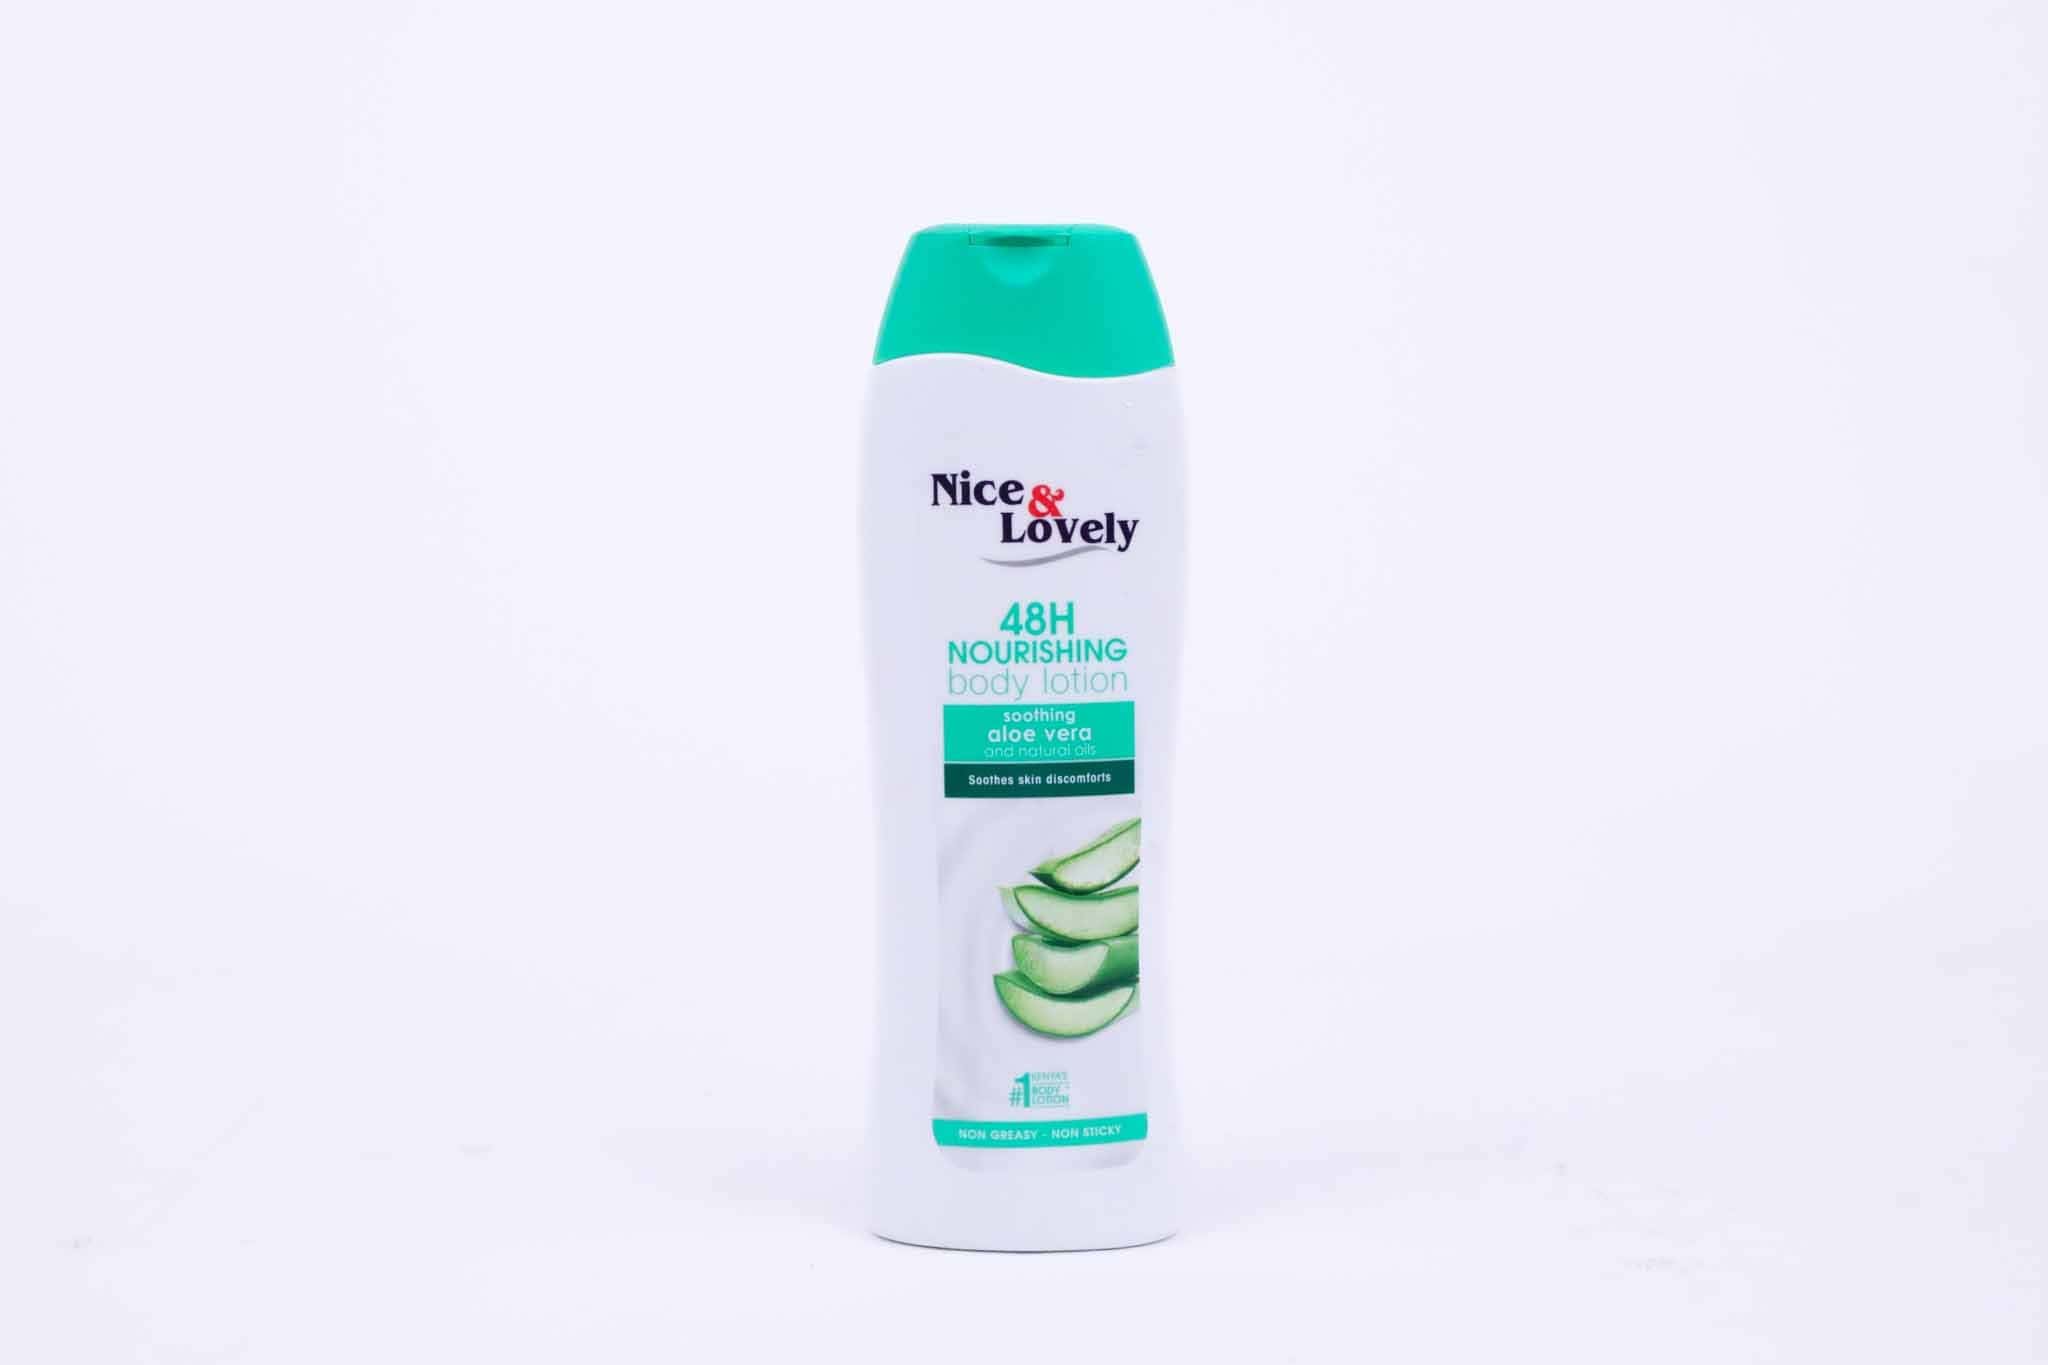 Nice &
Lovely
48H
NOURISHING
body lotion
soothing
aloe vera
and natural oils
Soothes skin discomforts
#1
KENYA'S
BODY
LOTION
NON GREASY - NON STICKY